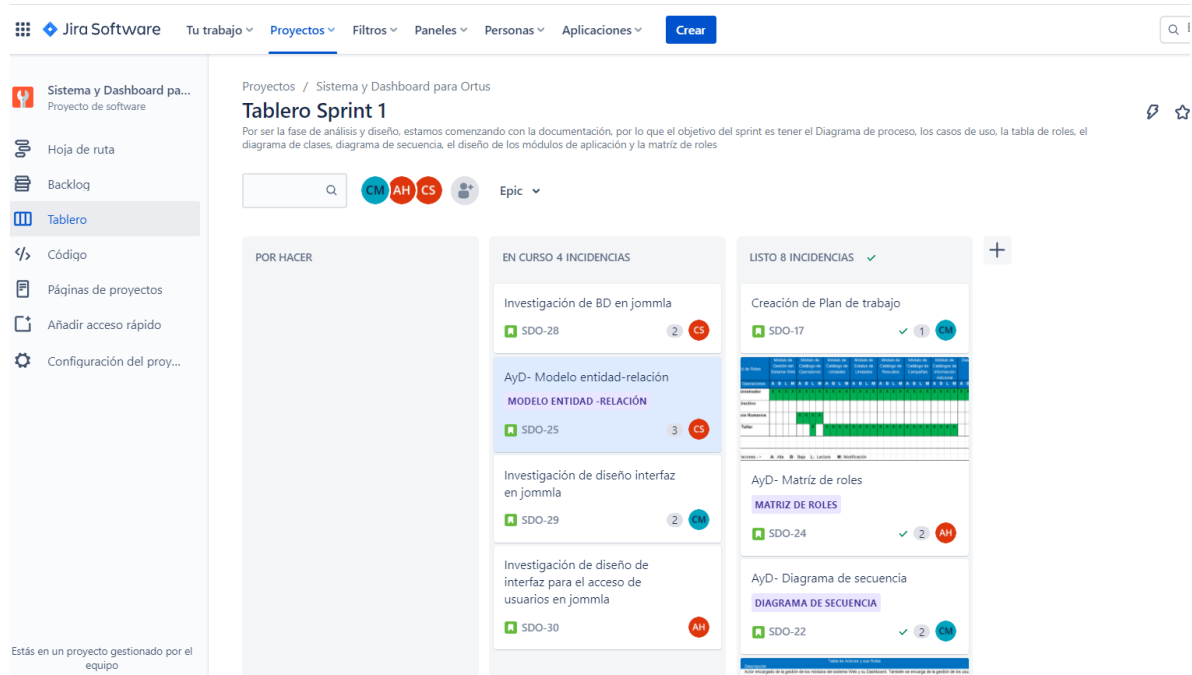 Jira Software
Tu trabajo
Proyectos
Filtros
Paneles
Personas
Aplicaciones
Crear
Sistema y Dashboard pa...
Proyecto de software
Hoja de ruta
Backlog
Tablero
Código
Páginas de proyectos
Añadir acceso rápido
Configuración del proy...
Estás en un proyecto gestionado por el
equipo
Proyectos / Sistema y Dashboard para Ortus
Tablero Sprint 1
Por ser la fase de análisis y diseño, estamos comenzando con la documentación, por lo que el objetivo del sprint es tener el Diagrama de proceso, los casos de uso, la tabla de roles, el
diagrama de clases, diagrama de secuencia, el diseño de los módulos de aplicación y la matríz de roles
CM AH CS
Epic
POR HACER
EN CURSO 4 INCIDENCIAS
Investigación de BD en jommla
SDO-28 2 CS
AyD- Modelo entidad-relación
MODELO ENTIDAD -RELACIÓN
SDO-25 3 CS
Investigación de diseño interfaz
en jommla
SDO-29 2 CM
Investigación de diseño de
interfaz para el acceso de
usuarios en jommla
SDO-30 AH
LISTO 8 INCIDENCIAS
Creación de Plan de trabajo
SDO-17 1 CM
AyD- Matríz de roles
MATRIZ DE ROLES
SDO-24 2 AH
AyD- Diagrama de secuencia
DIAGRAMA DE SECUENCIA
SDO-22 2 CM
Tabla de Actores y sus Roles